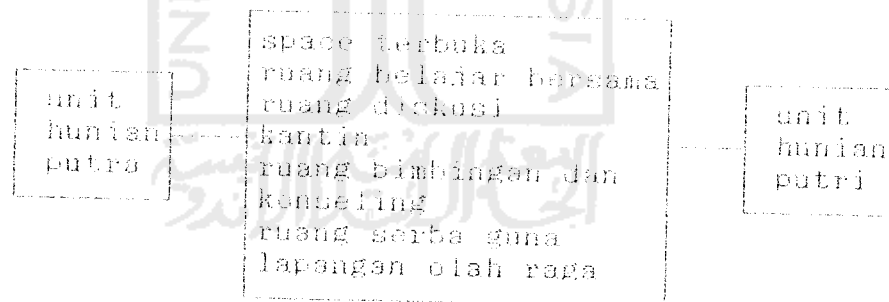 unit
hunian
putra
space terbuka
ruang belajar bersama
ruang diskusi
kantin
ruang bimbingan dan
konseling
ruang serba guna
lapangan olah raga
unit
hunian
putri